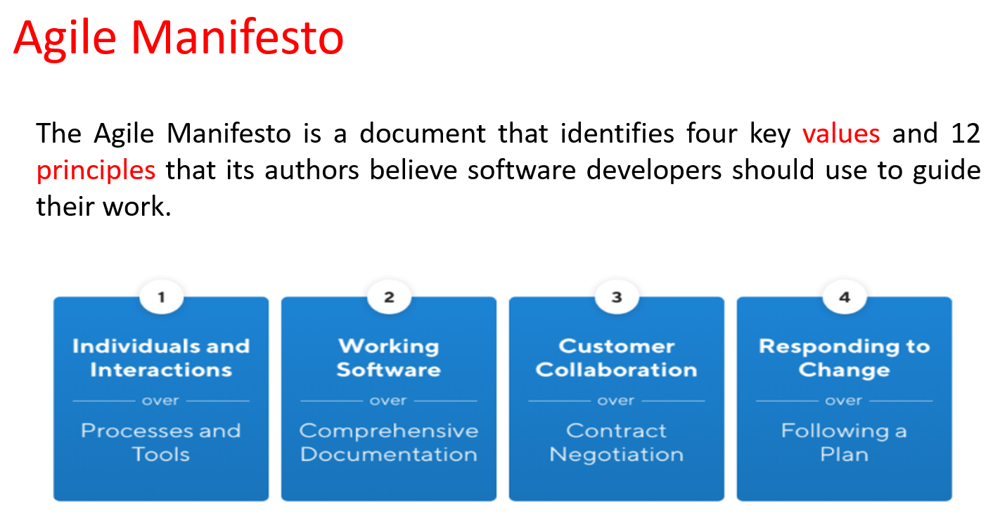 Agile Manifesto
The Agile Manifesto is a document that identifies four key values and 12
principles that its authors believe software developers should use to guide
their work.
1
Individuals and
Interactions
over
Processes and
Tools
2
Working
Software
over
Comprehensive
Documentation
3
Customer
Collaboration
over
Contract
Negotiation
4
Responding to
Change
over
Following a
Plan